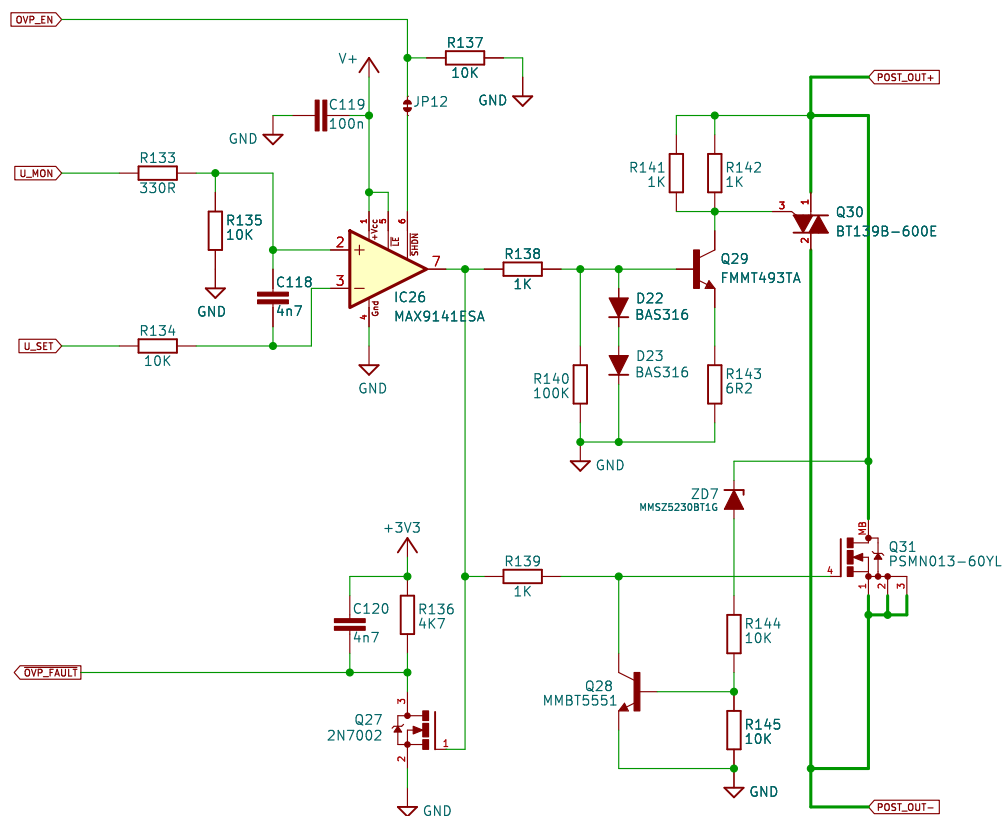 OVP_EN
R137
10K
GND
V+
JP12
C119
100n
GND
POST_OUT+
U_MON
R133
330R
R135
10K
GND
R141
1K
R142
1K
3
1
2
Q30
BT139B-600E
1
+Vcc
5
LE
6
SHDN
2
+
3
−
7
4
Gnd
IC26
MAX9141ESA
GND
C118
4n7
U_SET
R134
10K
R138
1K
Q29
FMMT493TA
D22
BAS316
D23
BAS316
R140
100K
R143
6R2
GND
ZD7
MMSZ5230BT1G
+3V3
R139
1K
MB
Q31
PSMN013-60YL
4
1
2
3
C120
4n7
R136
4K7
R144
10K
OVP_FAULT
Q28
MMBT5551
3
Q27
2N7002
1
2
R145
10K
GND
GND
POST_OUT-